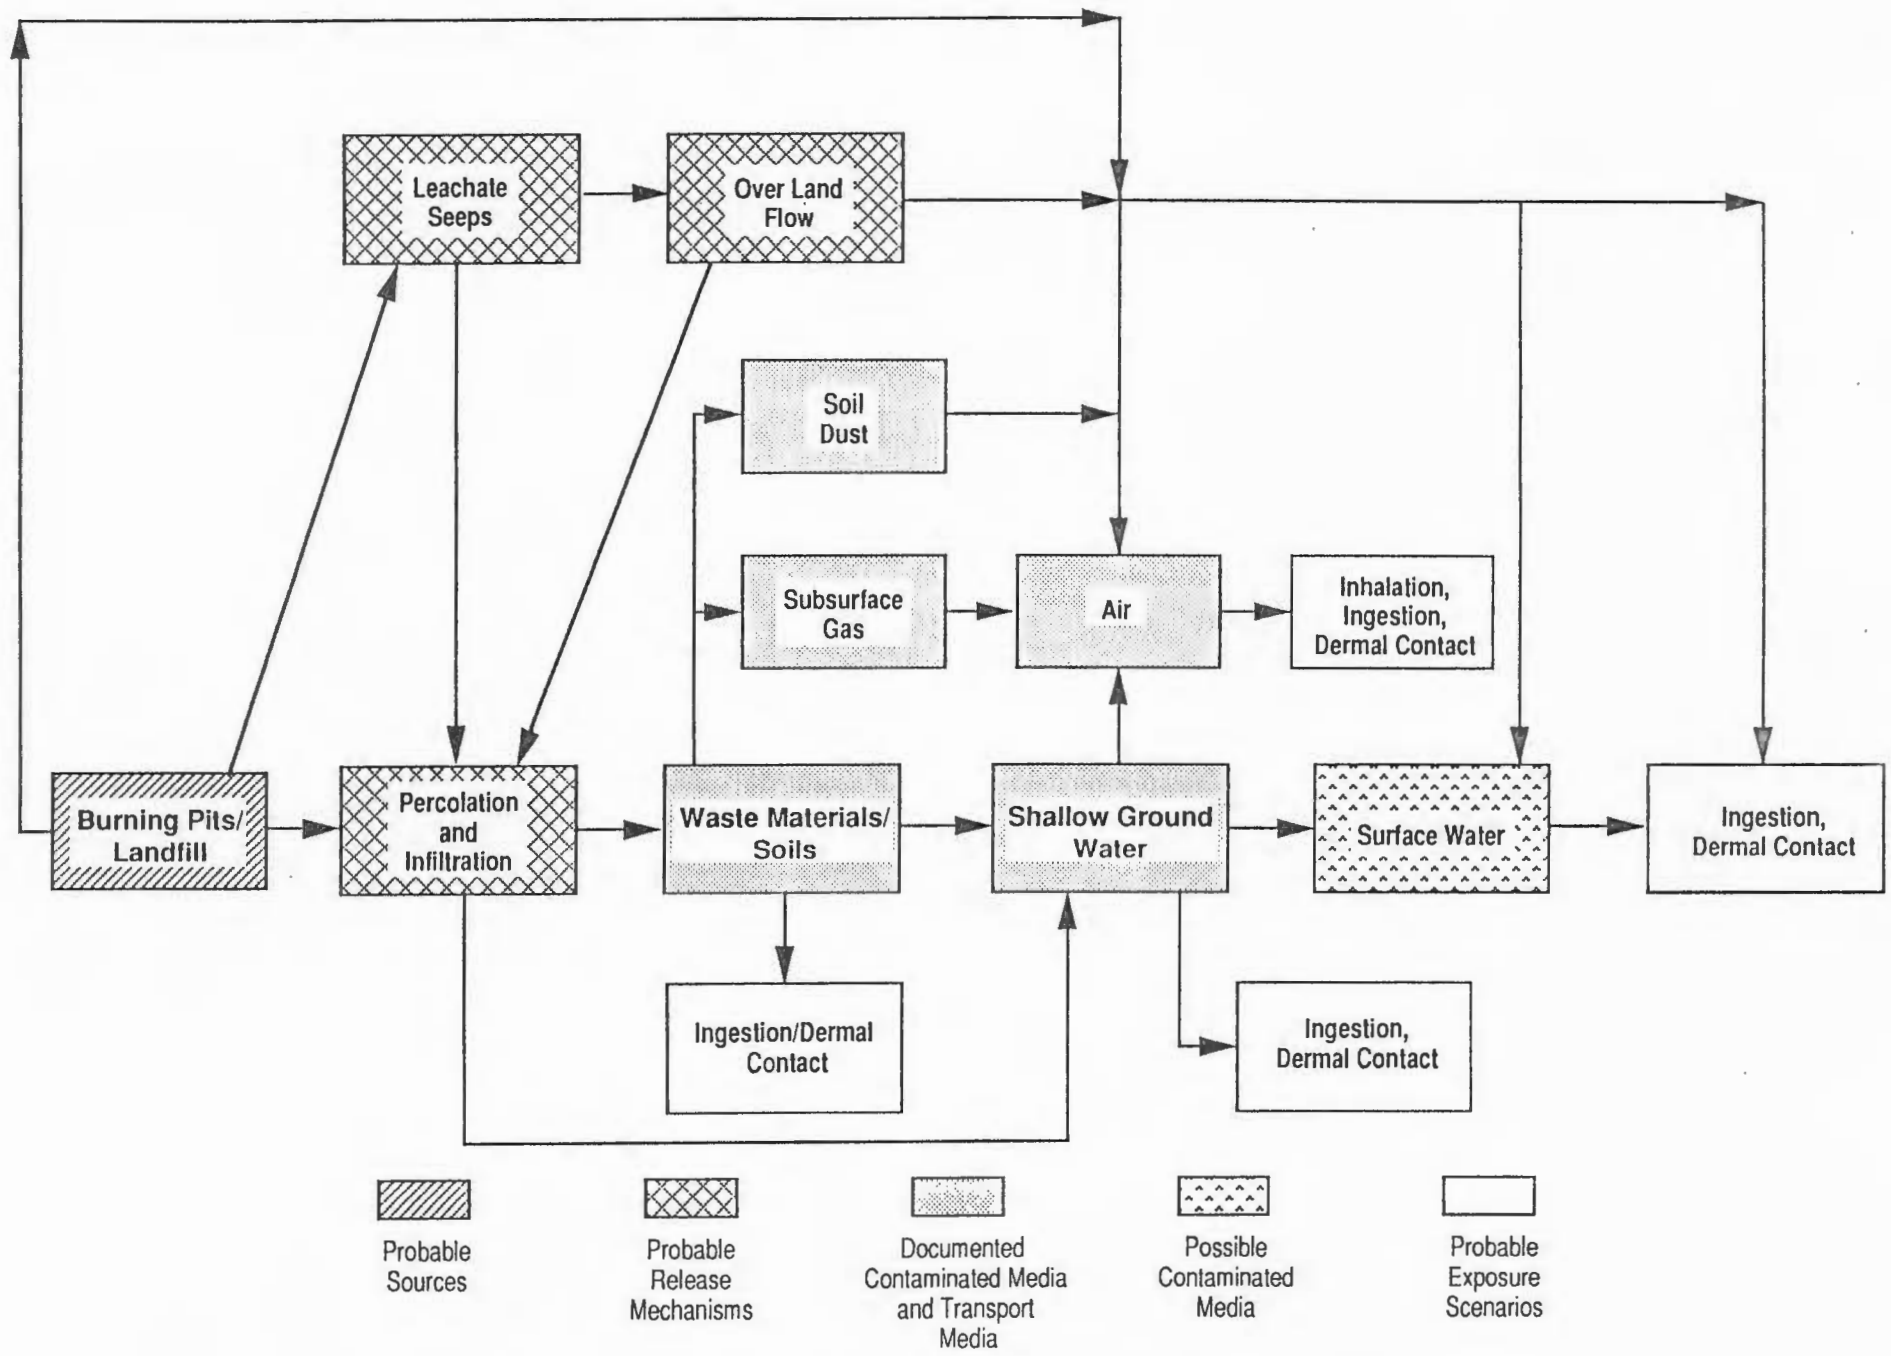 Leachate
Seeps
Over Land
Flow
Soil
Dust
Subsurface
Gas
Air
Inhalation,
Ingestion,
Dermal Contact
Burning Pits/
Landfill
Percolation
and
Infiltration
Waste Materials/
Soils
Shallow Ground
Water
Surface Water
Ingestion,
Dermal Contact
Ingestion/Dermal
Contact
Ingestion,
Dermal Contact
Probable
Sources
Probable
Release
Mechanisms
Documented
Contaminated Media
and Transport
Media
Possible
Contaminated
Media
Probable
Exposure
Scenarios